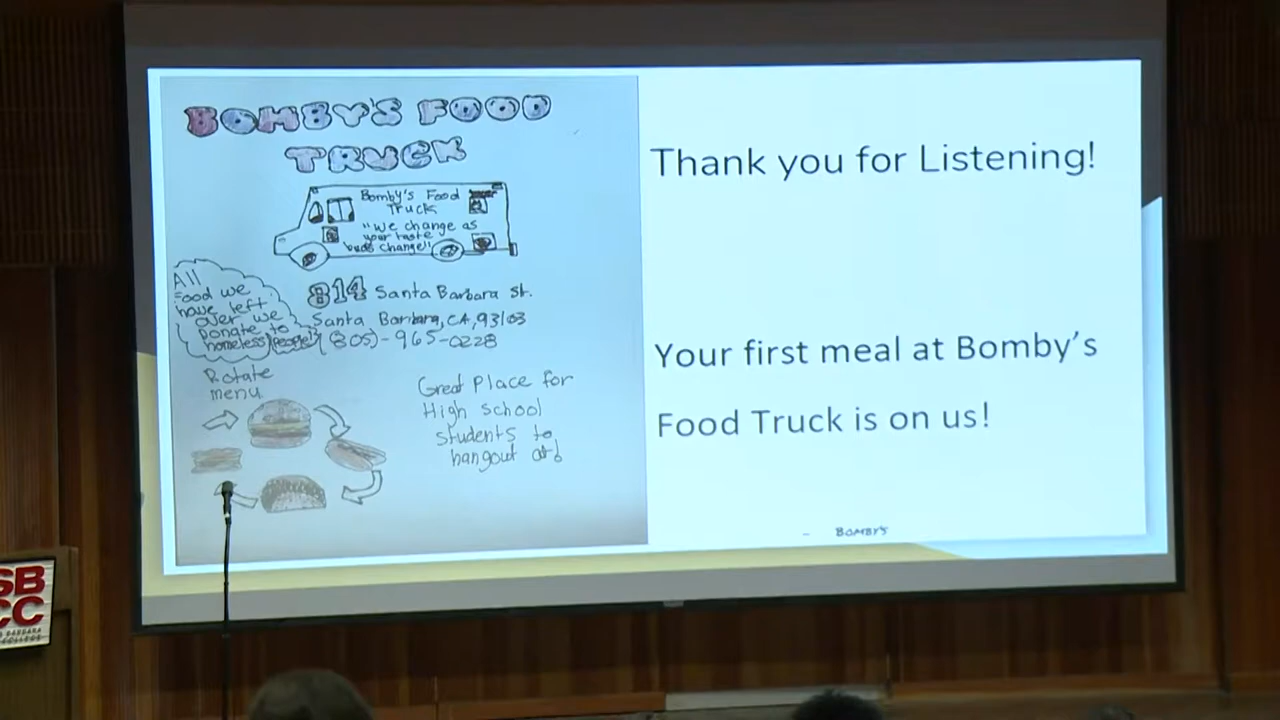 BOMBY'S FOOD
TRUCK
Bomby's Food
Truck
"We change as
your taste
buds change"
All
Food we
have left
over we
Donate to
homeless people
814 Santa Barbara St.
Santa Barbara, CA, 93103
(805)-965-0228
Rotate
menu
Great Place for
High school
students to
hangout at!
Thank you for Listening!
Your first meal at Bomby's
Food Truck is on us!
BOMBY'S
SB
CC
BARBARA
COLLEGE